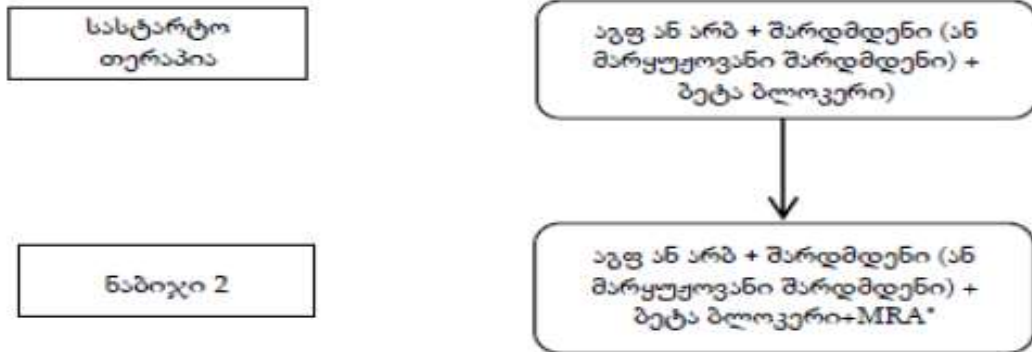 სასტარტო
თერაპია
აგფ ან არბ + შარდმდენი (ან
მარყუჟოვანი შარდმდენი) +
ბეტა ბლოკერი)
ნაბიჯი 2
აგფ ან არბ + შარდმდენი (ან
მარყუჟოვანი შარდმდენი) +
ბეტა ბლოკერი+MRA*